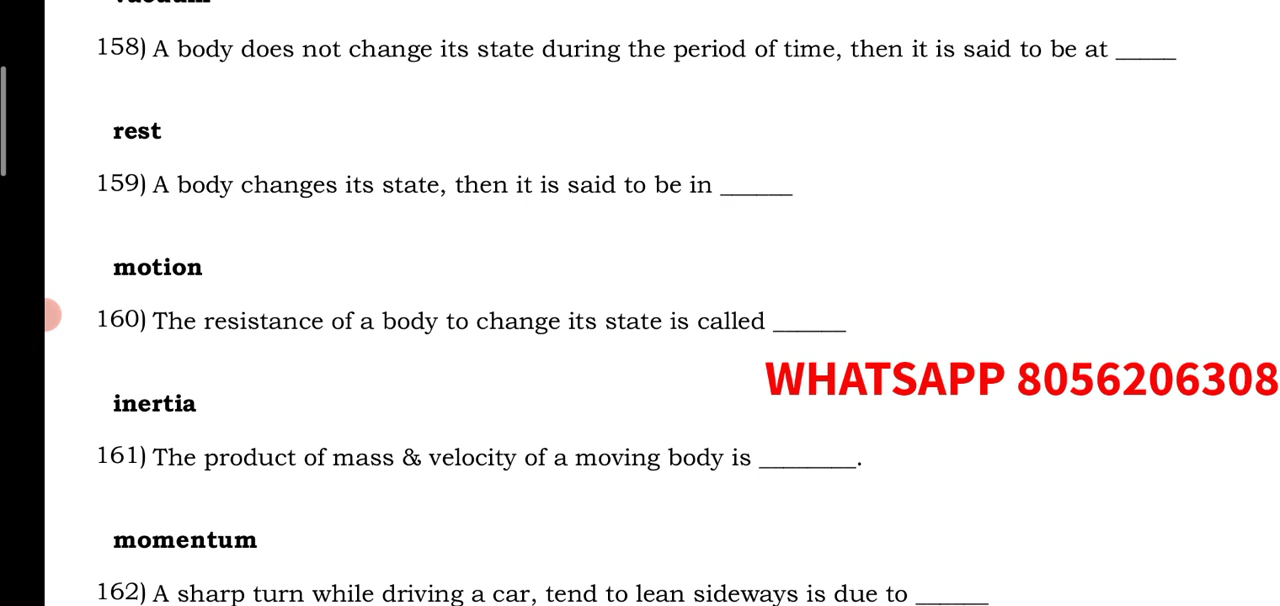 158) A body does not change its state during the period of time, then it is said to be at _____
rest
159) A body changes its state, then it is said to be in ______
motion
160) The resistance of a body to change its state is called ______
WHATSAPP 8056206308
inertia
161) The product of mass & velocity of a moving body is ________.
momentum
162) A sharp turn while driving a car, tend to lean sideways is due to ______